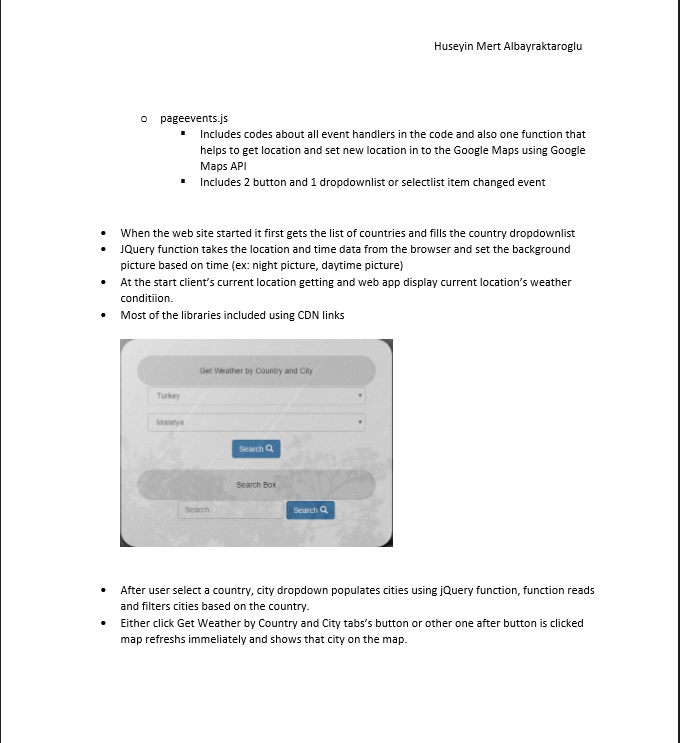 Huseyin Mert Albayraktaroglu
o pageevents.js
▪ Includes codes about all event handlers in the code and also one function that
helps to get location and set new location in to the Google Maps using Google
Maps API
▪ Includes 2 button and 1 dropdownlist or selectlist item changed event
• When the web site started it first gets the list of countries and fills the country dropdownlist
• JQuery function takes the location and time data from the browser and set the background
picture based on time (ex: night picture, daytime picture)
• At the start client's current location getting and web app display current location's weather
conditiion.
• Most of the libraries included using CDN links
Get Weather by Country and City
Turkey
Malatya
Search
Search Box
Search Search
• After user select a country, city dropdown populates cities using jQuery function, function reads
and filters cities based on the country.
• Either click Get Weather by Country and City tabs's button or other one after button is clicked
map refreshs immeliately and shows that city on the map.